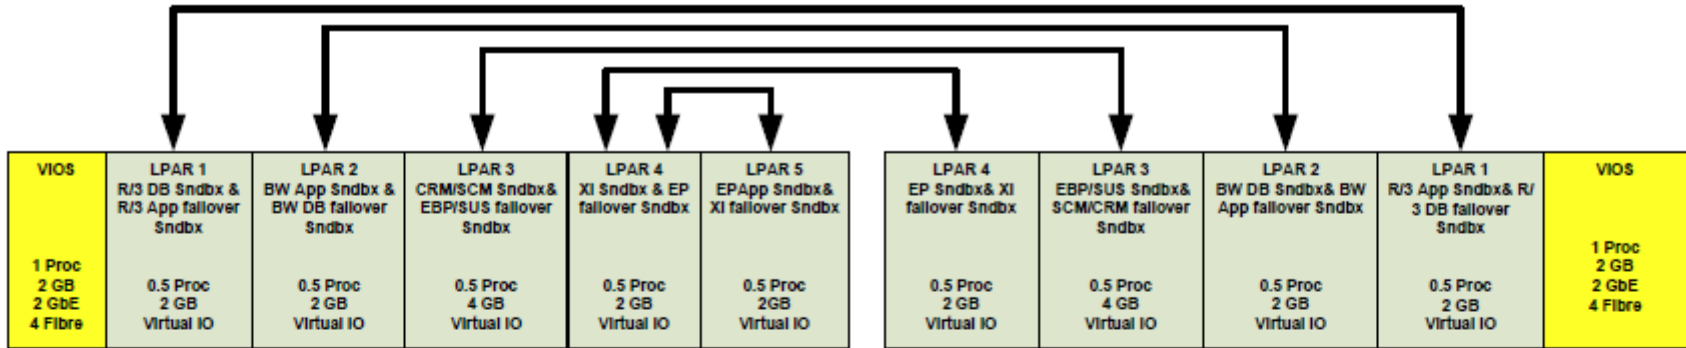 VIOS
1 Proc
2 GB
2 GbE
4 Fibre
LPAR 1
R/3 DB Sndbx &
R/3 App failover
Sndbx
0.5 Proc
2 GB
Virtual IO
LPAR 2
BW App Sndbx &
BW DB failover
Sndbx
0.5 Proc
2 GB
Virtual IO
LPAR 3
CRM/SCM Sndbx&
EBP/SUS failover
Sndbx
0.5 Proc
4 GB
Virtual IO
LPAR 4
XI Sndbx & EP
failover Sndbx
0.5 Proc
2 GB
Virtual IO
LPAR 5
EPApp Sndbx&
XI failover Sndbx
0.5 Proc
2GB
Virtual IO
LPAR 4
EP Sndbx& XI
failover Sndbx
0.5 Proc
2 GB
Virtual IO
LPAR 3
EBP/SUS Sndbx&
SCM/CRM failover
Sndbx
0.5 Proc
4 GB
Virtual IO
LPAR 2
BW DB Sndbx& BW
App failover Sndbx
0.5 Proc
2 GB
Virtual IO
LPAR 1
R/3 App Sndbx& R/
3 DB failover
Sndbx
0.5 Proc
2 GB
Virtual IO
VIOS
1 Proc
2 GB
2 GbE
4 Fibre